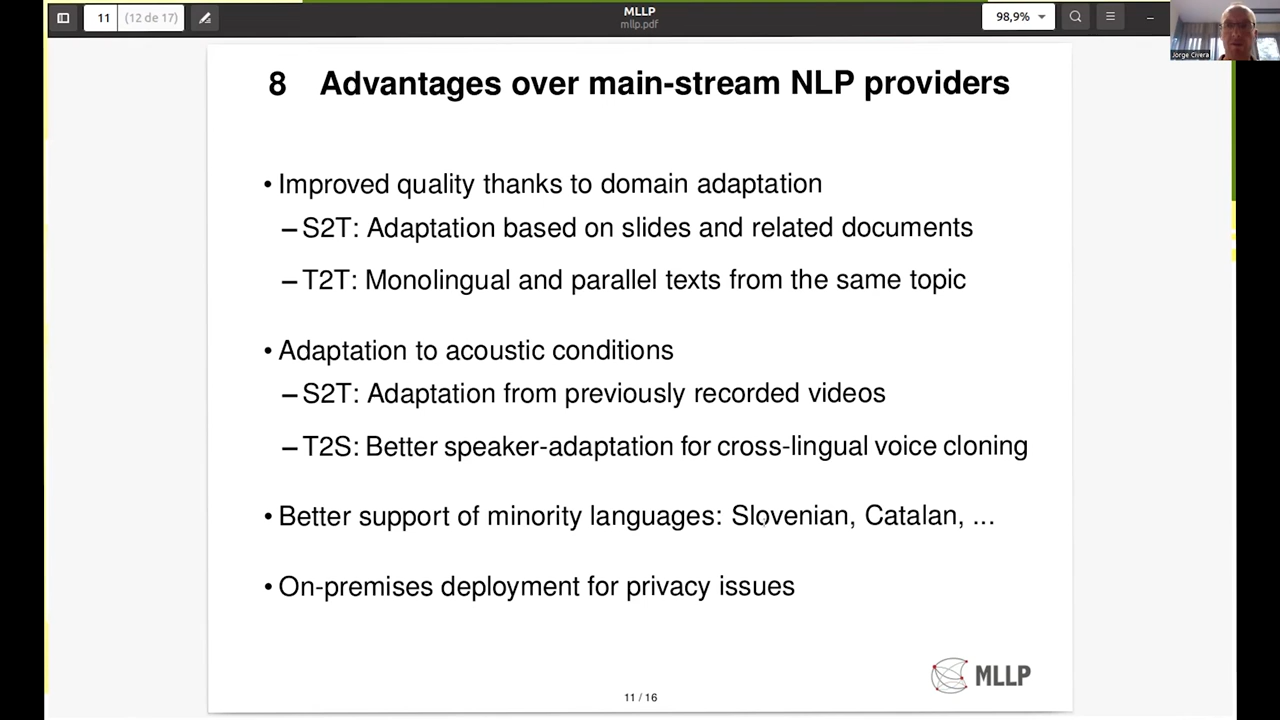 11 (12 de 17)
MLLP
mllp.pdf
98,9%
Jorge Civera
8 Advantages over main-stream NLP providers
• Improved quality thanks to domain adaptation
– S2T: Adaptation based on slides and related documents
– T2T: Monolingual and parallel texts from the same topic
• Adaptation to acoustic conditions
– S2T: Adaptation from previously recorded videos
– T2S: Better speaker-adaptation for cross-lingual voice cloning
• Better support of minority languages: Slovenian, Catalan, ...
• On-premises deployment for privacy issues
MLLP
11 / 16